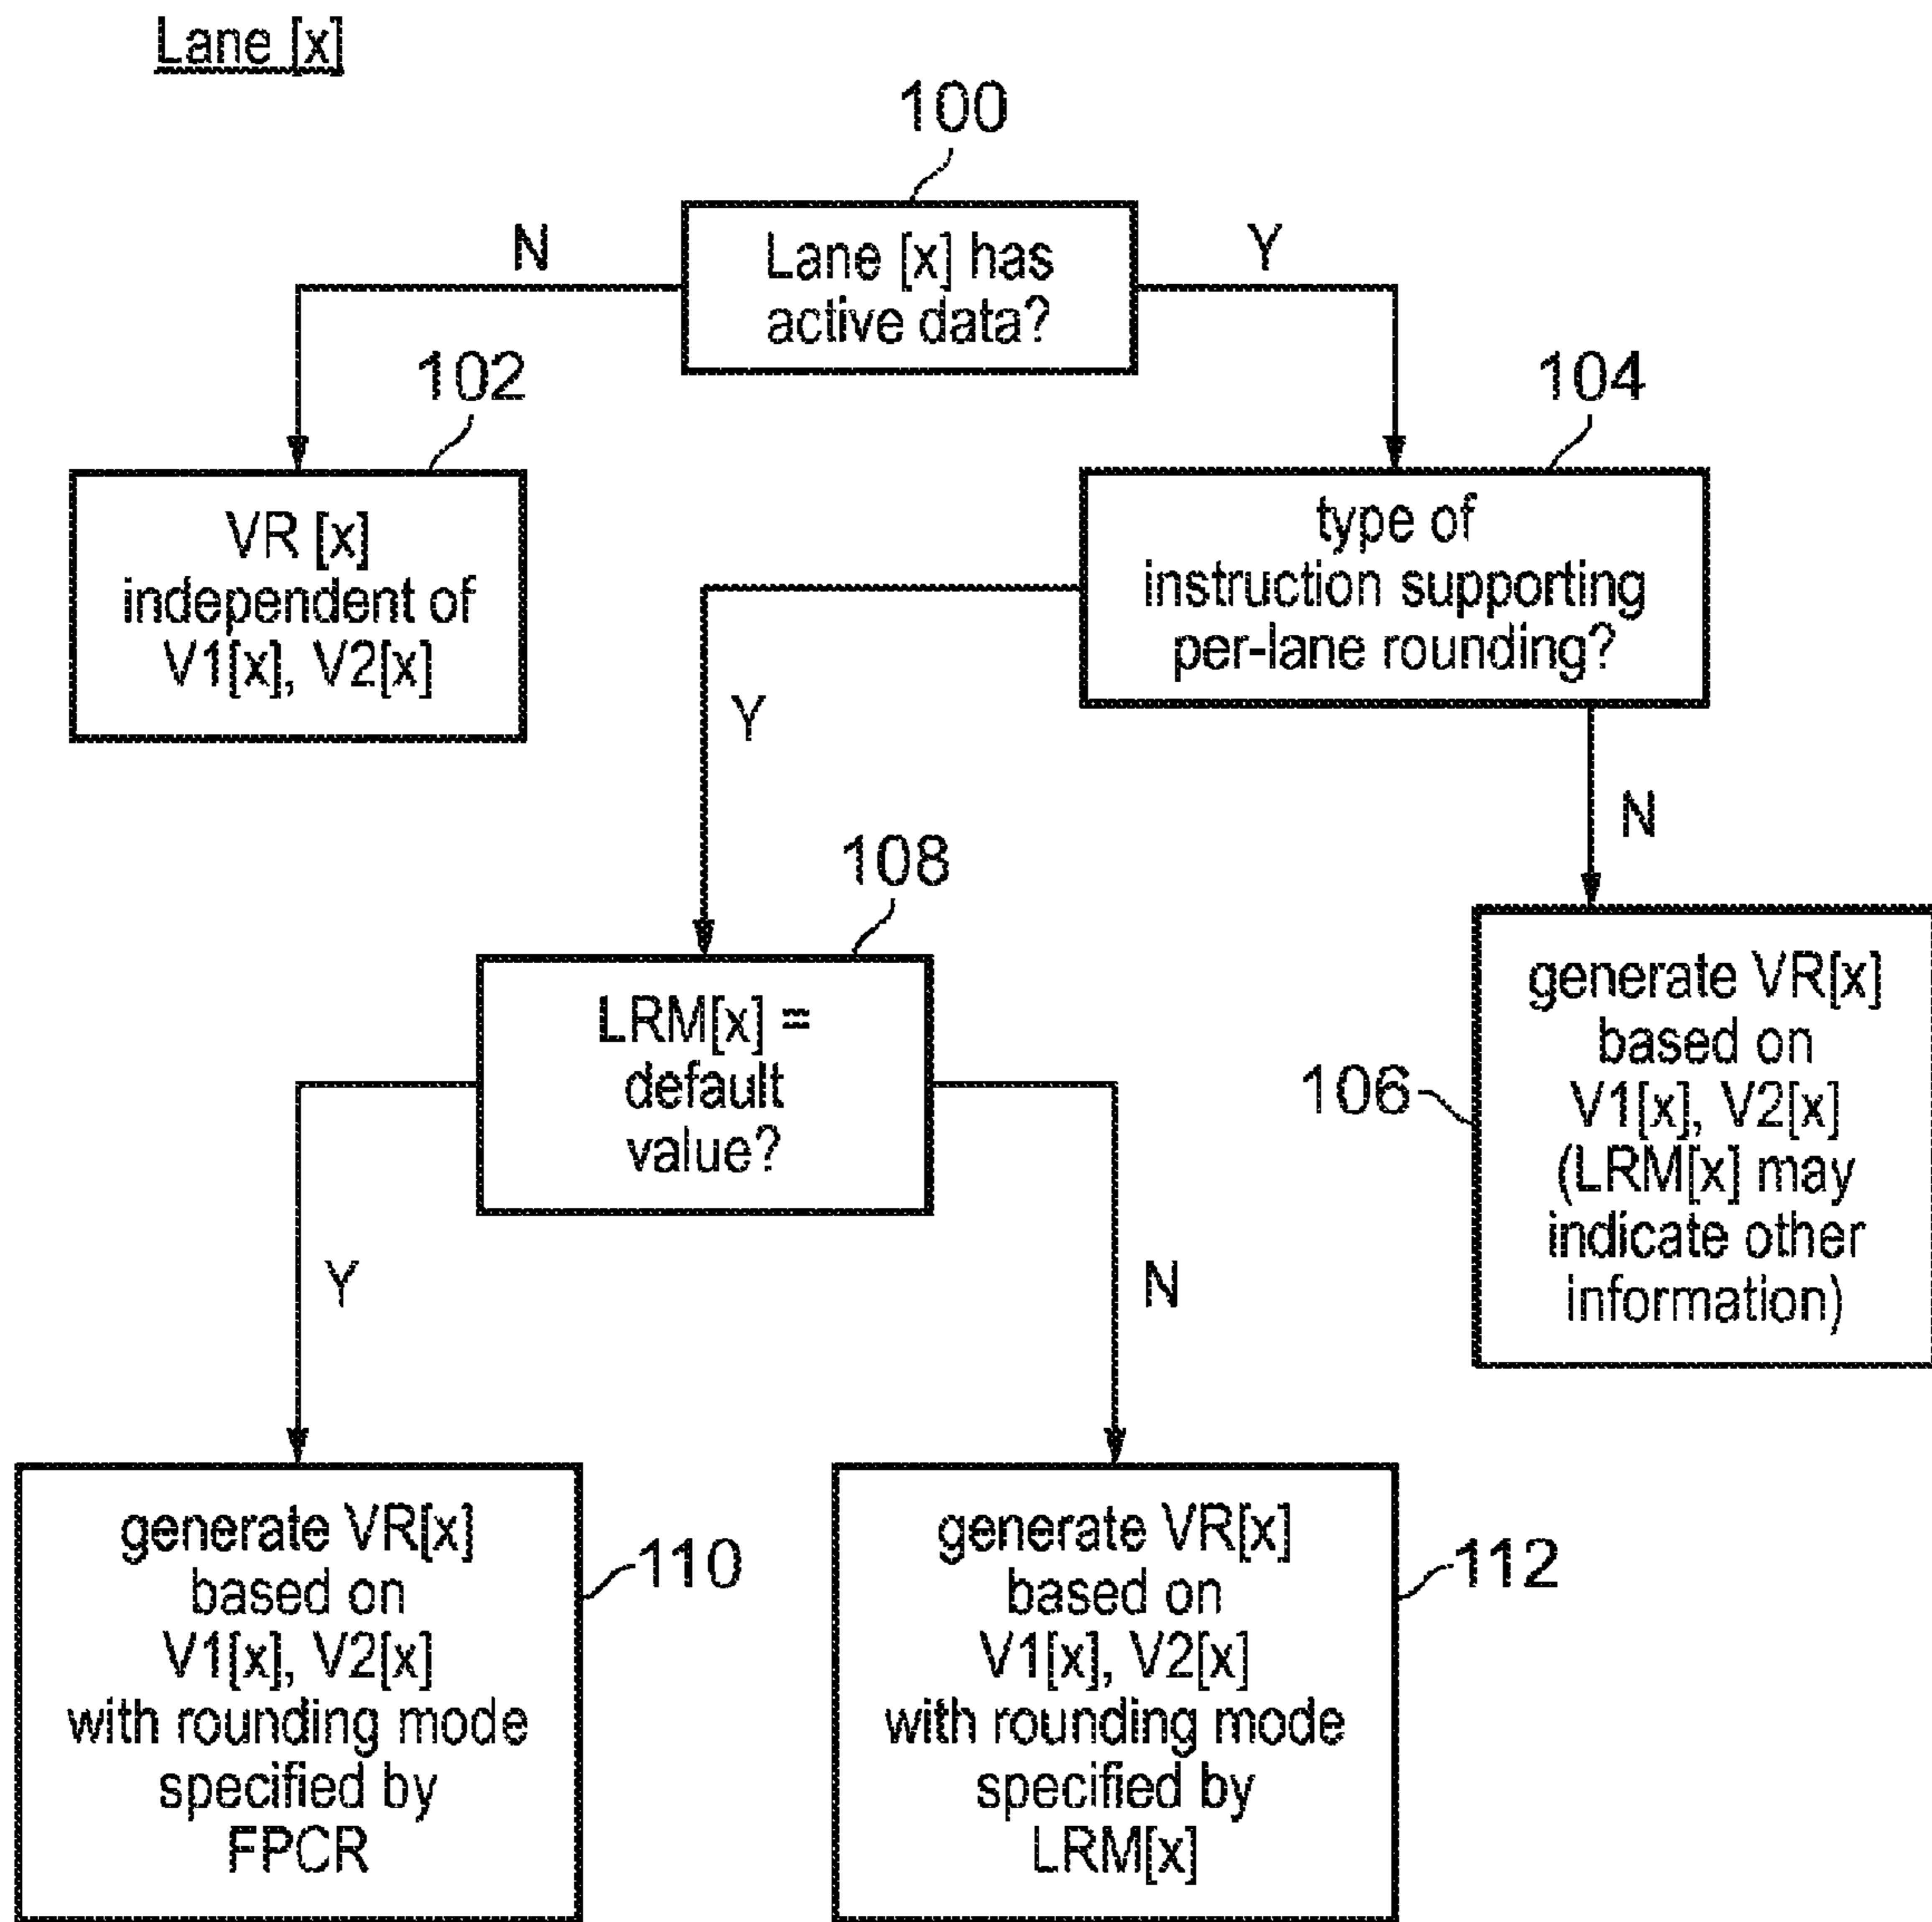 Lane [x]
100
N
Y
Lane [x] has
active data?
102
104
VR [x]
independent of
V1[x], V2[x]
type of
instruction supporting
per-lane rounding?
Y
N
108
LRM[x] =
default
value?
106
generate VR[x]
based on
V1[x], V2[x]
(LRM[x] may
indicate other
information)
Y
N
generate VR[x]
based on
V1[x], V2[x]
with rounding mode
specified by
FPCR
110
generate VR[x]
based on
V1[x], V2[x]
with rounding mode
specified by
LRM[x]
112